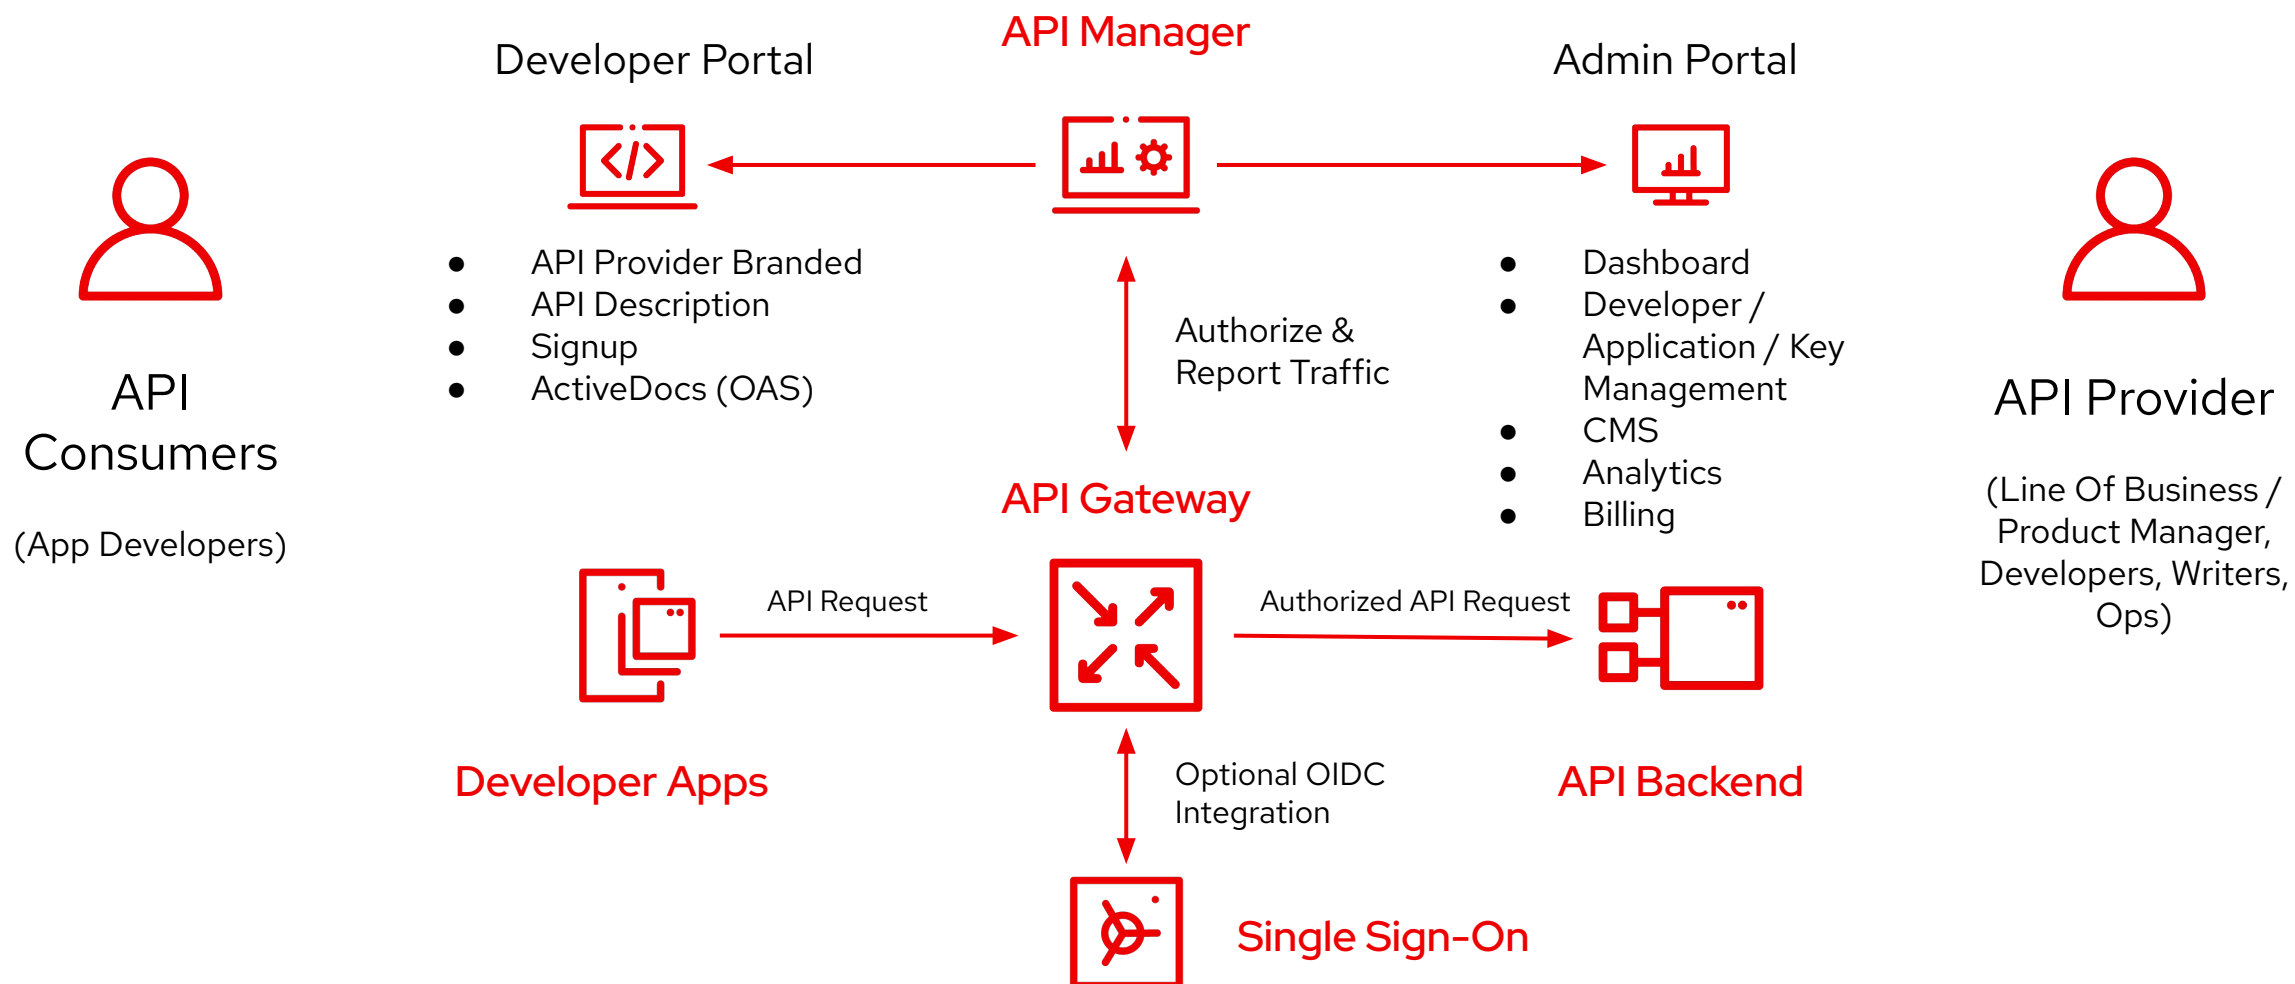 API Manager
Developer Portal
Admin Portal
● API Provider Branded
● API Description
● Signup
● ActiveDocs (OAS)
● Dashboard
● Developer /
Application / Key
Management
● CMS
● Analytics
● Billing
Authorize &
Report Traffic
API
Consumers
(App Developers)
API Provider
(Line Of Business /
Product Manager,
Developers, Writers,
Ops)
API Gateway
API Request
Authorized API Request
Developer Apps
Optional OIDC
Integration
API Backend
Single Sign-On